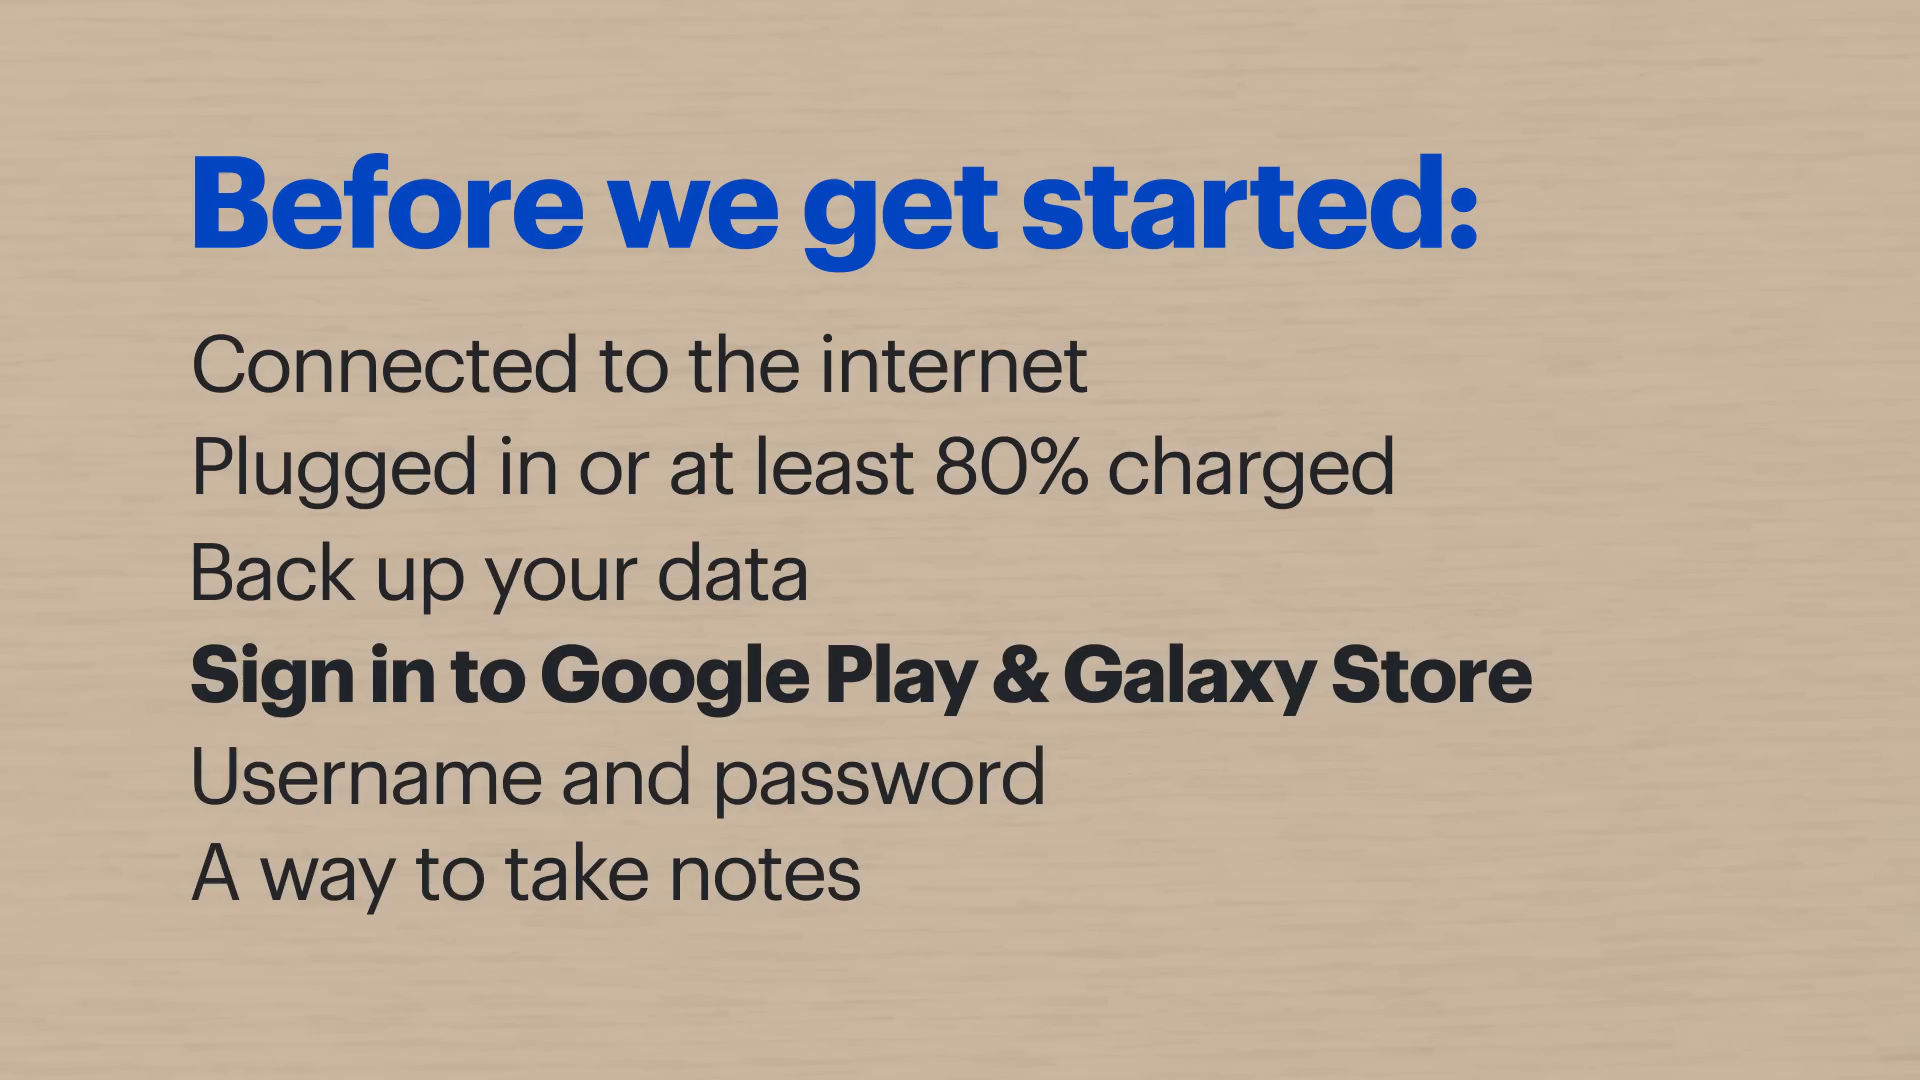 Before we get started:
Connected to the internet
Plugged in or at least 80% charged
Back up your data
Sign in to Google Play & Galaxy Store
Username and password
A way to take notes